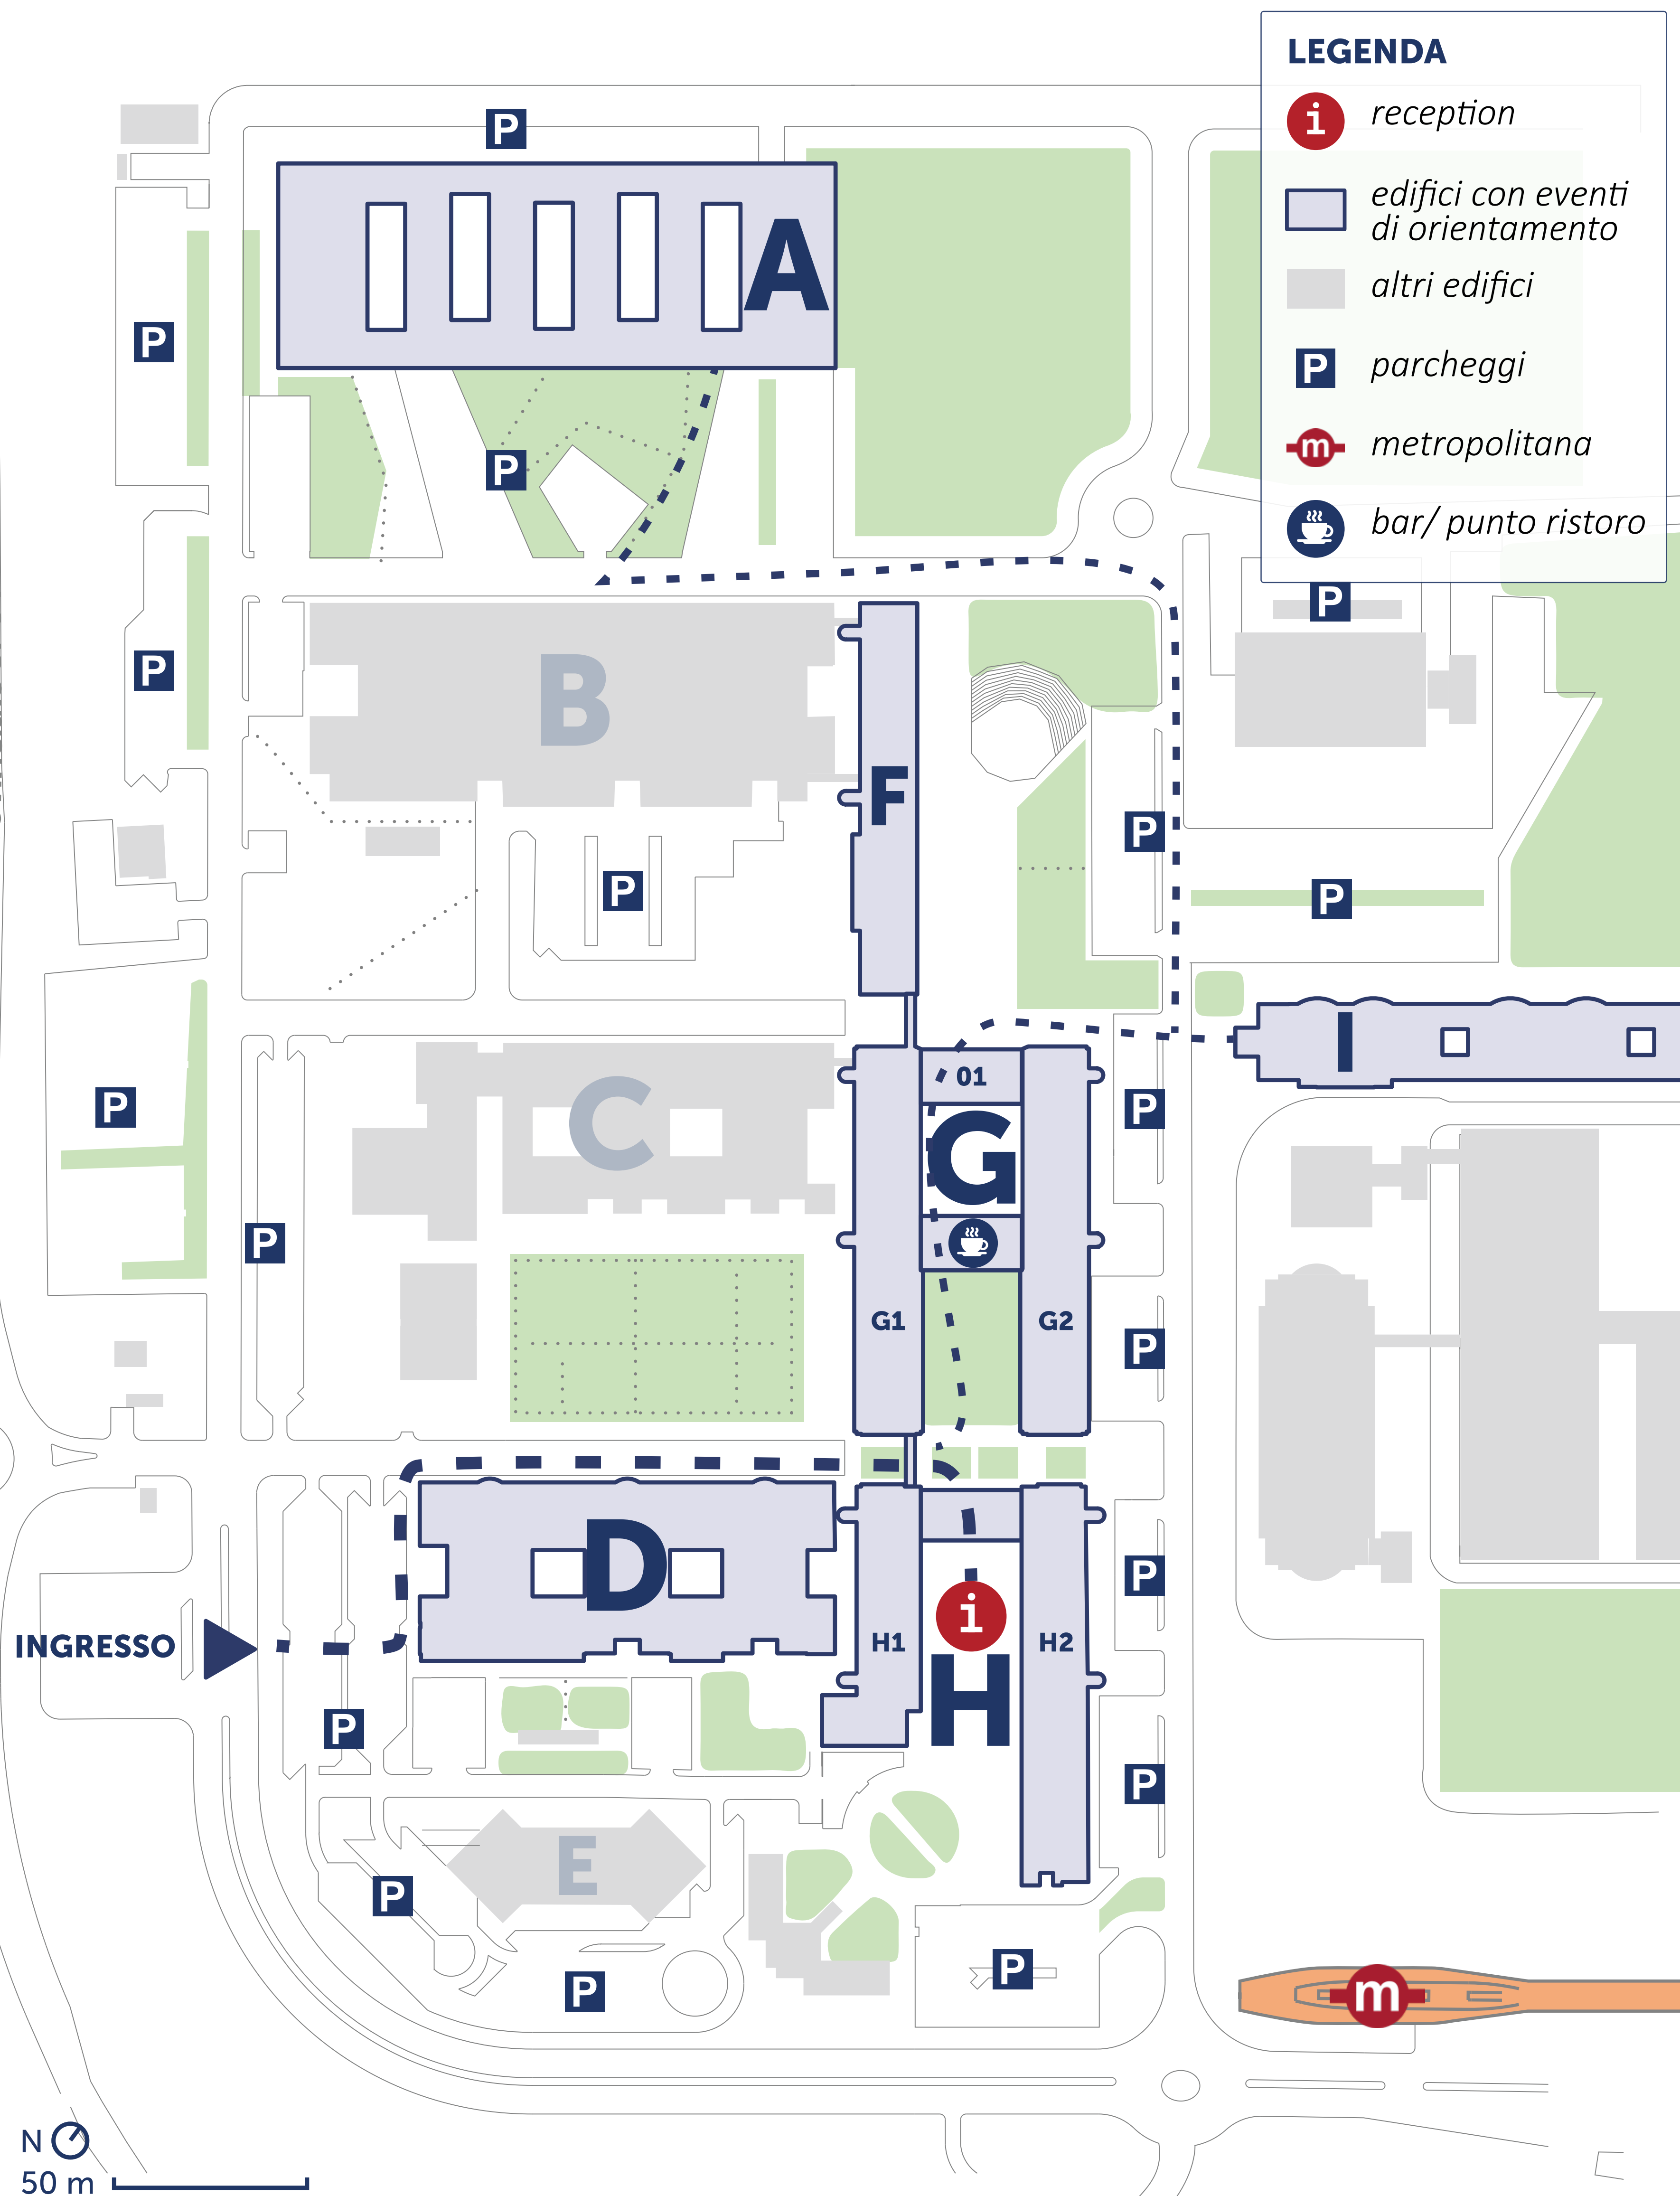 LEGENDA
i
reception
edifici con eventi
di orientamento
altri edifici
P
parcheggi
m
metropolitana
bar/ punto ristoro
P
A
P
P
P
B
P
F
P
P
P
I
01
P
P
C
G
P
G1
G2
P
D
P
INGRESSO
i
H1
H2
H
P
P
E
P
P
P
m
N
50 m